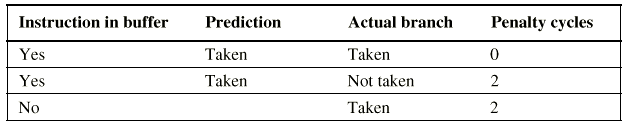 Instruction in buffer Prediction Actual branch Penalty cycles
Yes Taken Taken 0
Yes Taken Not taken 2
No Taken 2